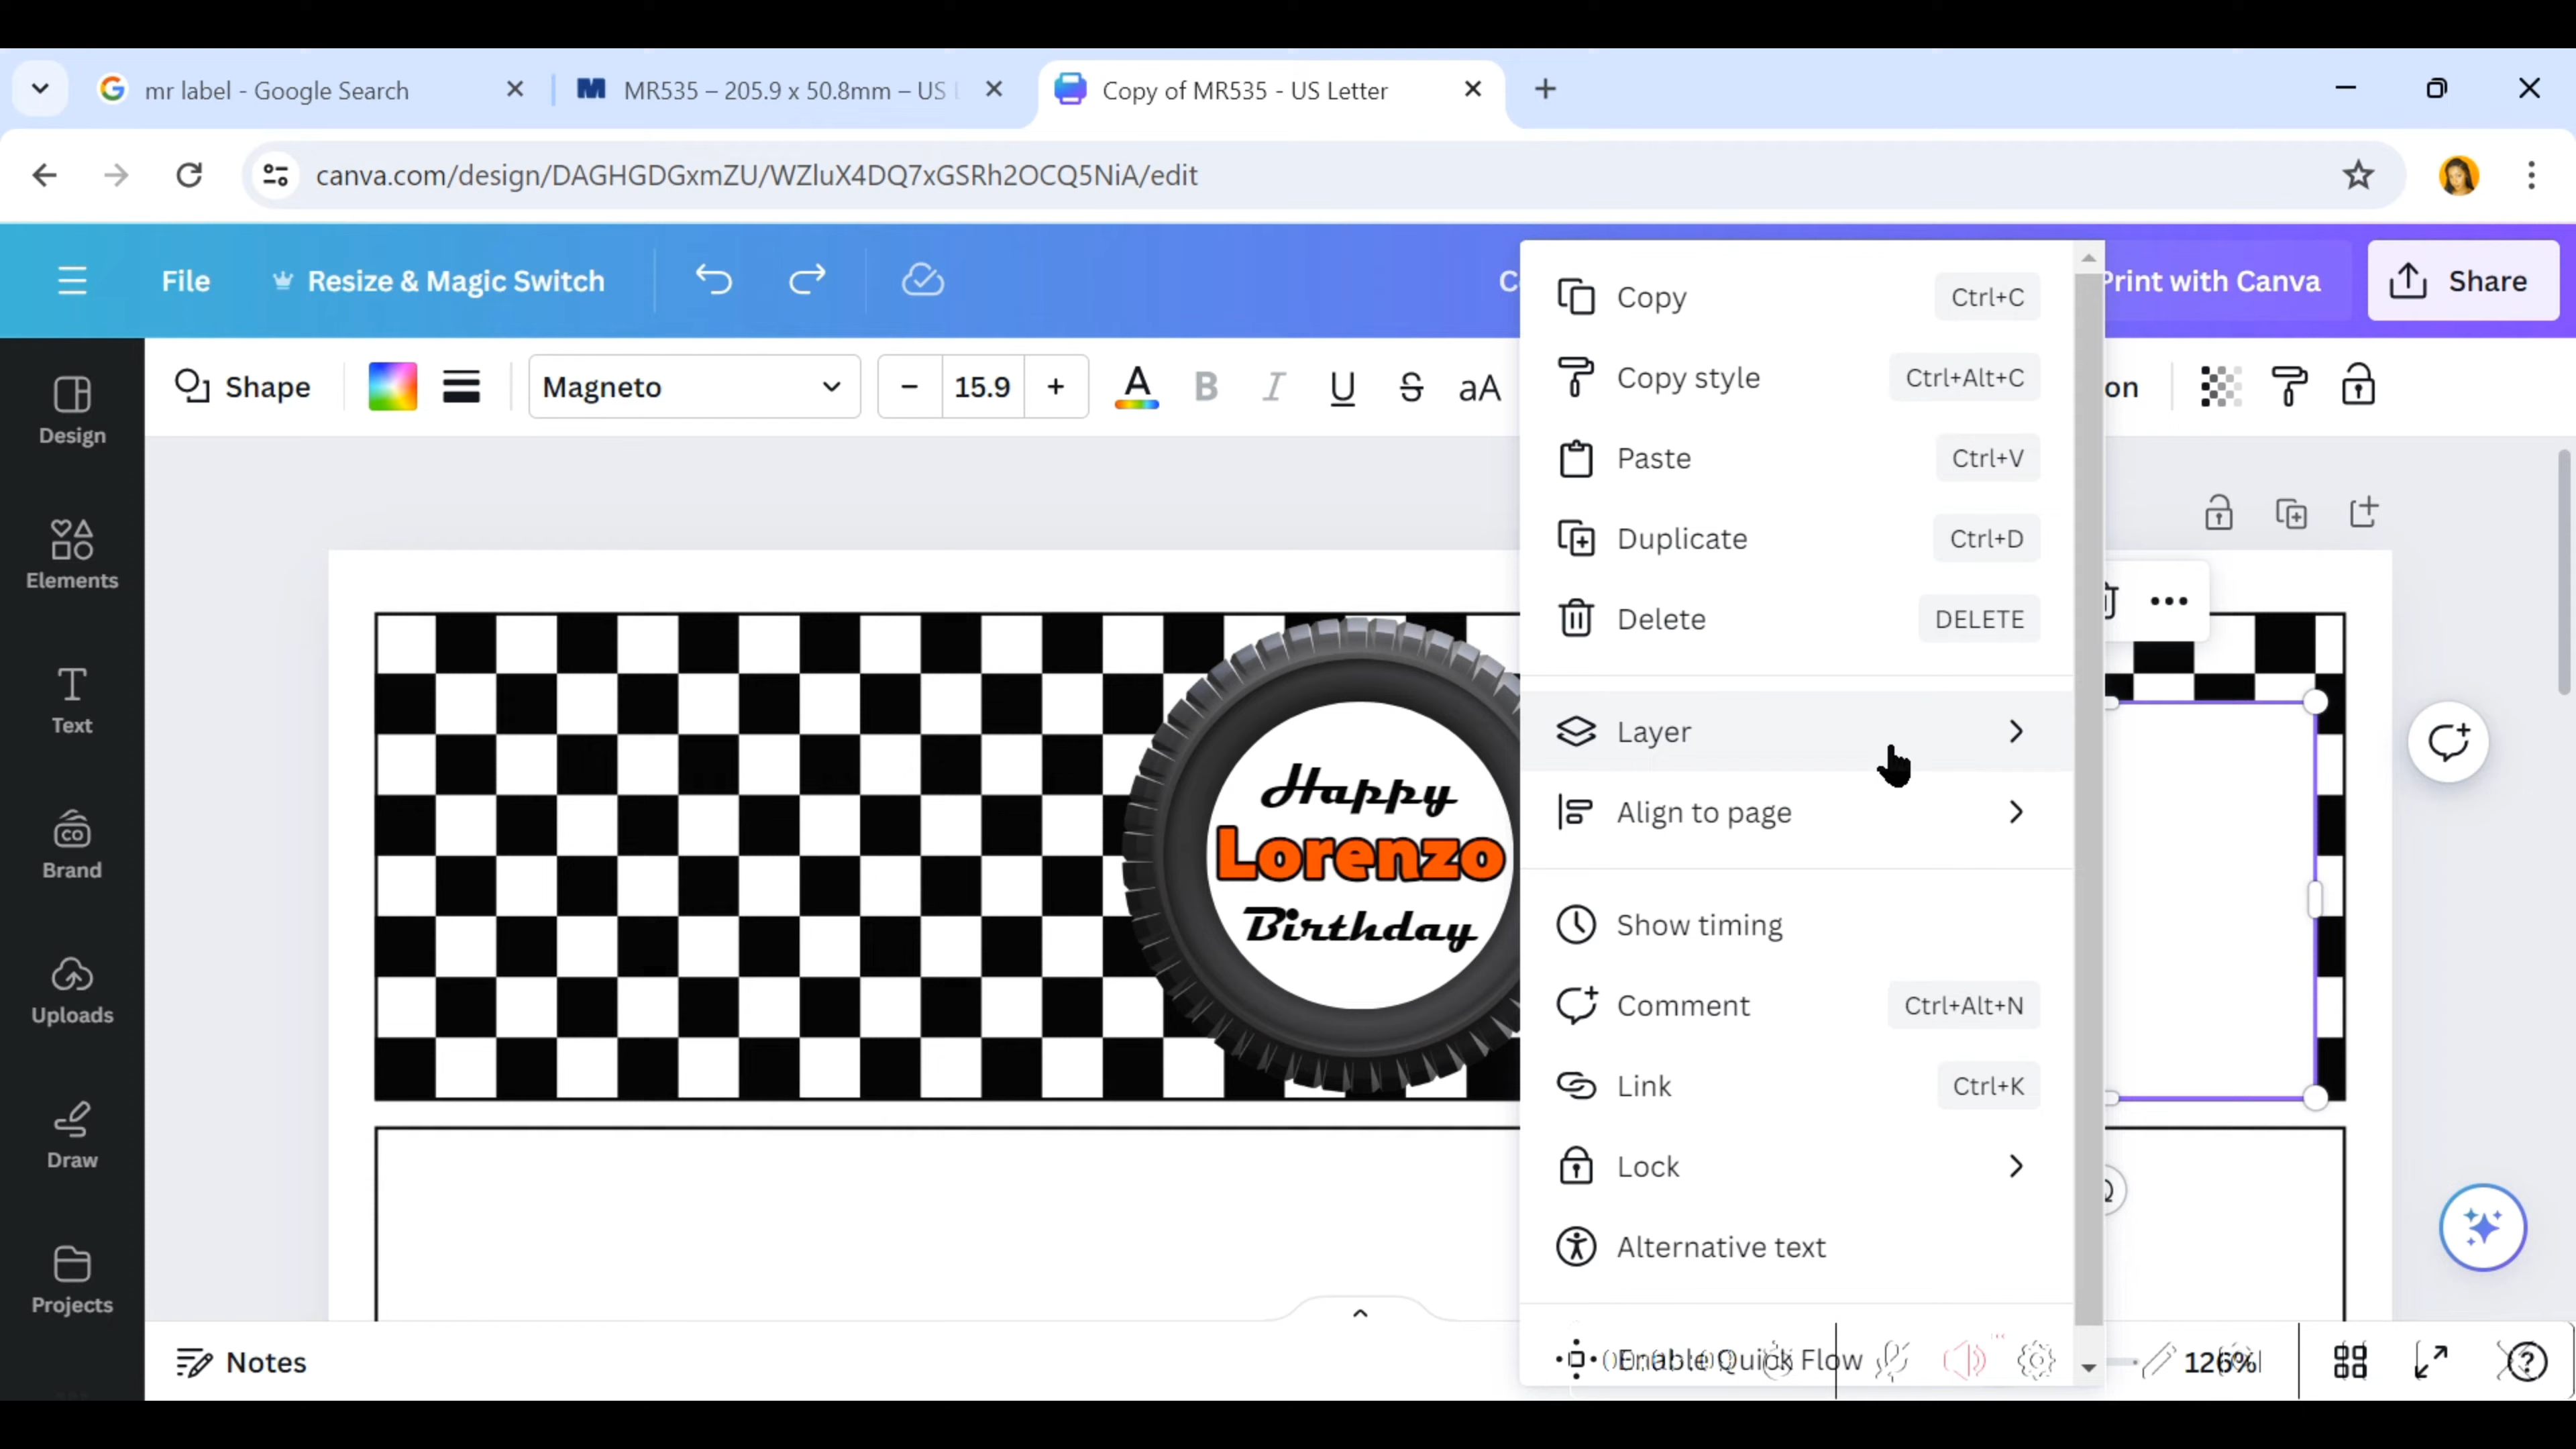 mr label - Google Search
MR535 – 205.9 x 50.8mm – US
Copy of MR535 - US Letter
canva.com/design/DAGHGDGxmZU/WZluX4DQ7xGSRh2OCQ5NiA/edit
File
Resize & Magic Switch
Print with Canva
Share
Shape
Magneto
15.9
B
I
U
S
aA
on
Design
Elements
Text
Brand
Uploads
Draw
Projects
Happy
Lorenzo
Birthday
Copy Ctrl+C
Copy style Ctrl+Alt+C
Paste Ctrl+V
Duplicate Ctrl+D
Delete DELETE
Layer
Align to page
Show timing
Comment Ctrl+Alt+N
Link Ctrl+K
Lock
Alternative text
Enable Quick Flow
Notes
126%